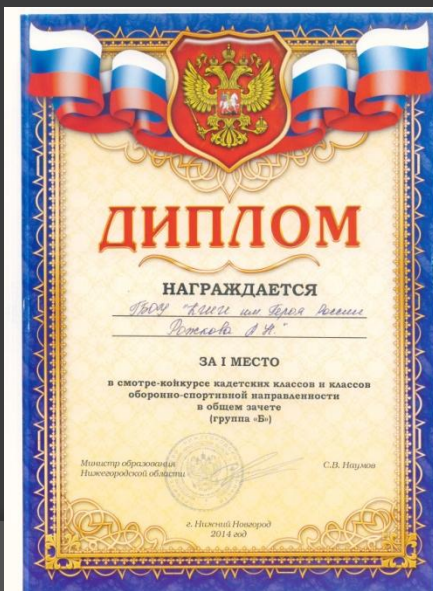 ДИПЛОМ
НАГРАЖДАЕТСЯ
ГБОУ им Героя России
Рожкова
ЗА I МЕСТО
в смотре-конкурсе кадетских классов и классов
оборонно-спортивной направленности
в общем зачете
(группа «Б»)
Министр образования
Нижегородской области
С.В. Наумов
г. Нижний Новгород
2014 год